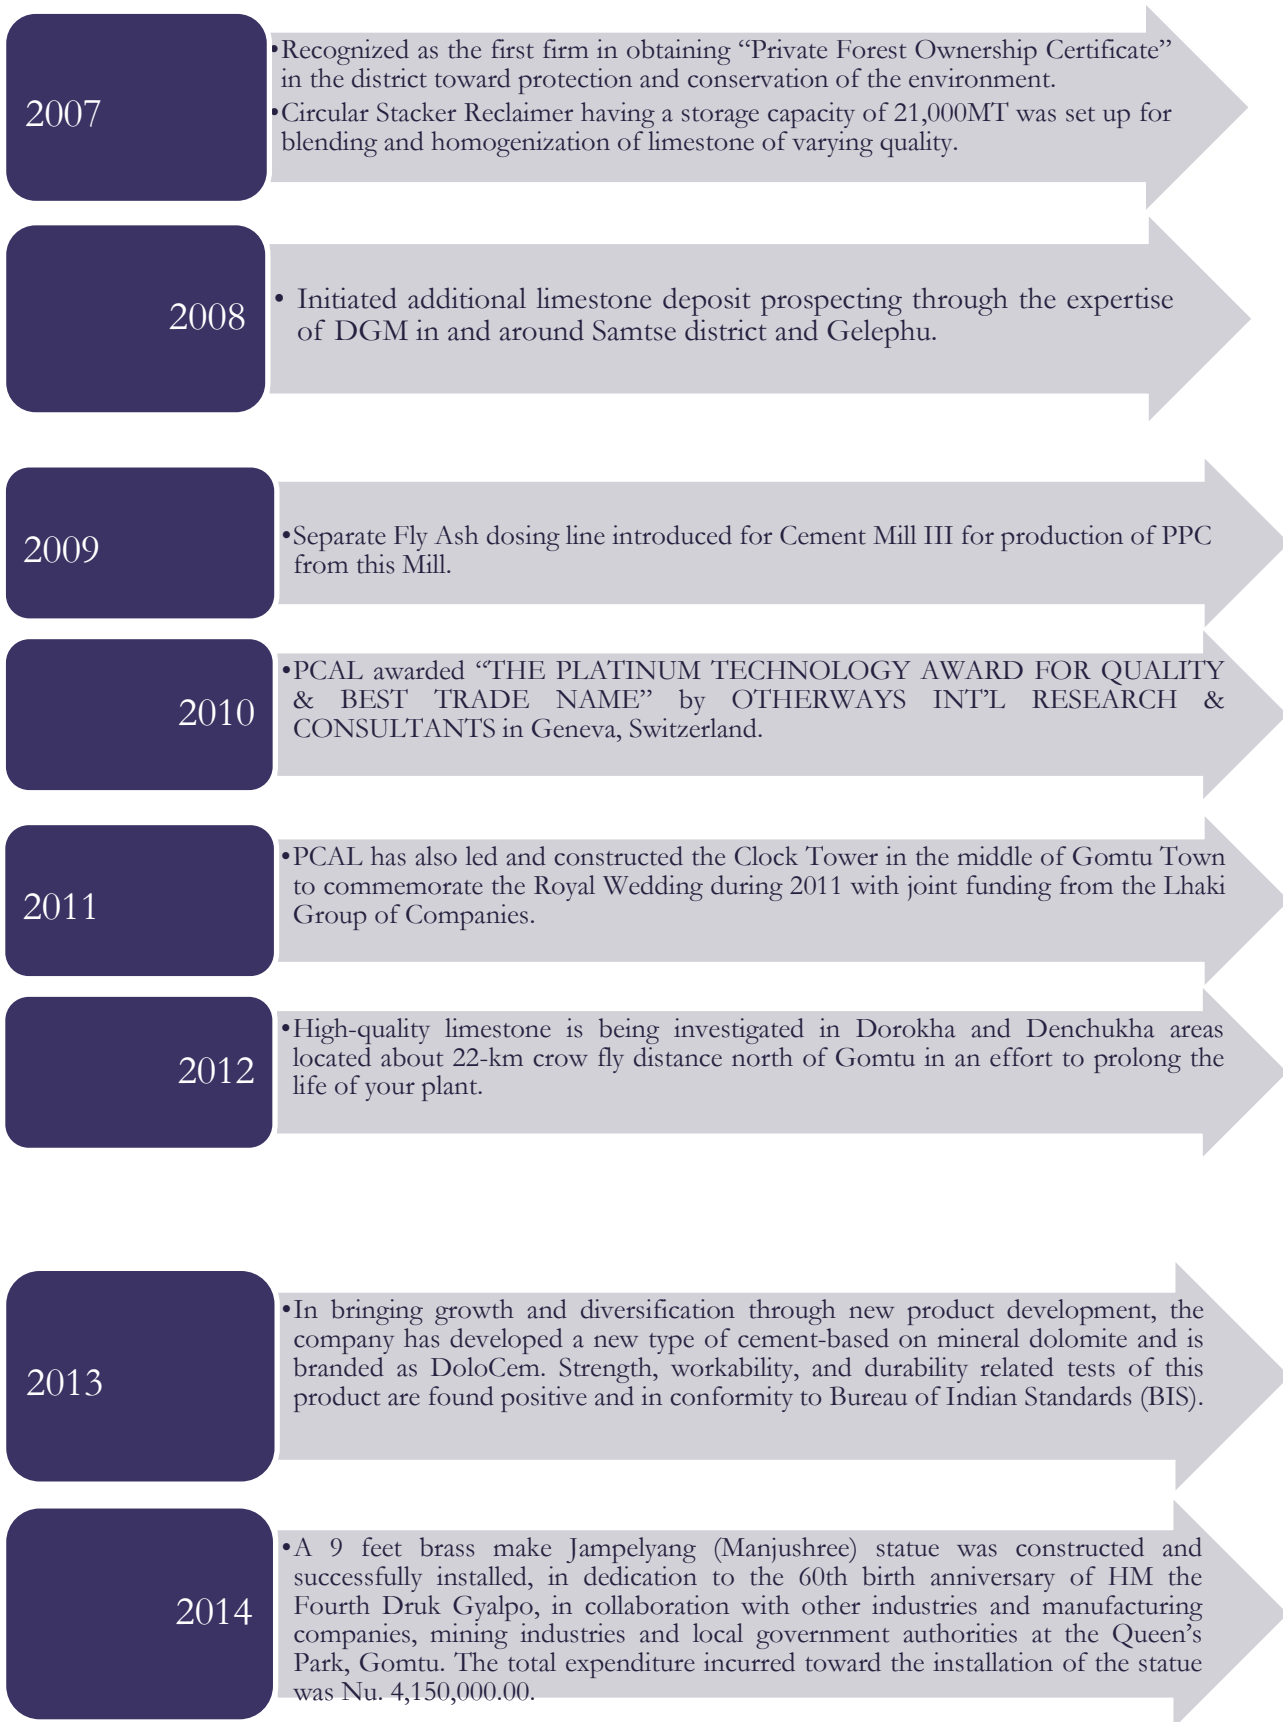 2007
•Recognized as the first firm in obtaining “Private Forest Ownership Certificate”
in the district toward protection and conservation of the environment.
•Circular Stacker Reclaimer having a storage capacity of 21,000MT was set up for
blending and homogenization of limestone of varying quality.
2008
• Initiated additional limestone deposit prospecting through the expertise
of DGM in and around Samtse district and Gelephu.
2009
•Separate Fly Ash dosing line introduced for Cement Mill III for production of PPC
from this Mill.
2010
•PCAL awarded “THE PLATINUM TECHNOLOGY AWARD FOR QUALITY
& BEST TRADE NAME” by OTHERWAYS INT'L RESEARCH &
CONSULTANTS in Geneva, Switzerland.
2011
•PCAL has also led and constructed the Clock Tower in the middle of Gomtu Town
to commemorate the Royal Wedding during 2011 with joint funding from the Lhaki
Group of Companies.
2012
•High-quality limestone is being investigated in Dorokha and Denchukha areas
located about 22-km crow fly distance north of Gomtu in an effort to prolong the
life of your plant.
2013
•In bringing growth and diversification through new product development, the
company has developed a new type of cement-based on mineral dolomite and is
branded as DoloCem. Strength, workability, and durability related tests of this
product are found positive and in conformity to Bureau of Indian Standards (BIS).
2014
•A 9 feet brass make Jampelyang (Manjushree) statue was constructed and
successfully installed, in dedication to the 60th birth anniversary of HM the
Fourth Druk Gyalpo, in collaboration with other industries and manufacturing
companies, mining industries and local government authorities at the Queen's
Park, Gomtu. The total expenditure incurred toward the installation of the statue
was Nu. 4,150,000.00.